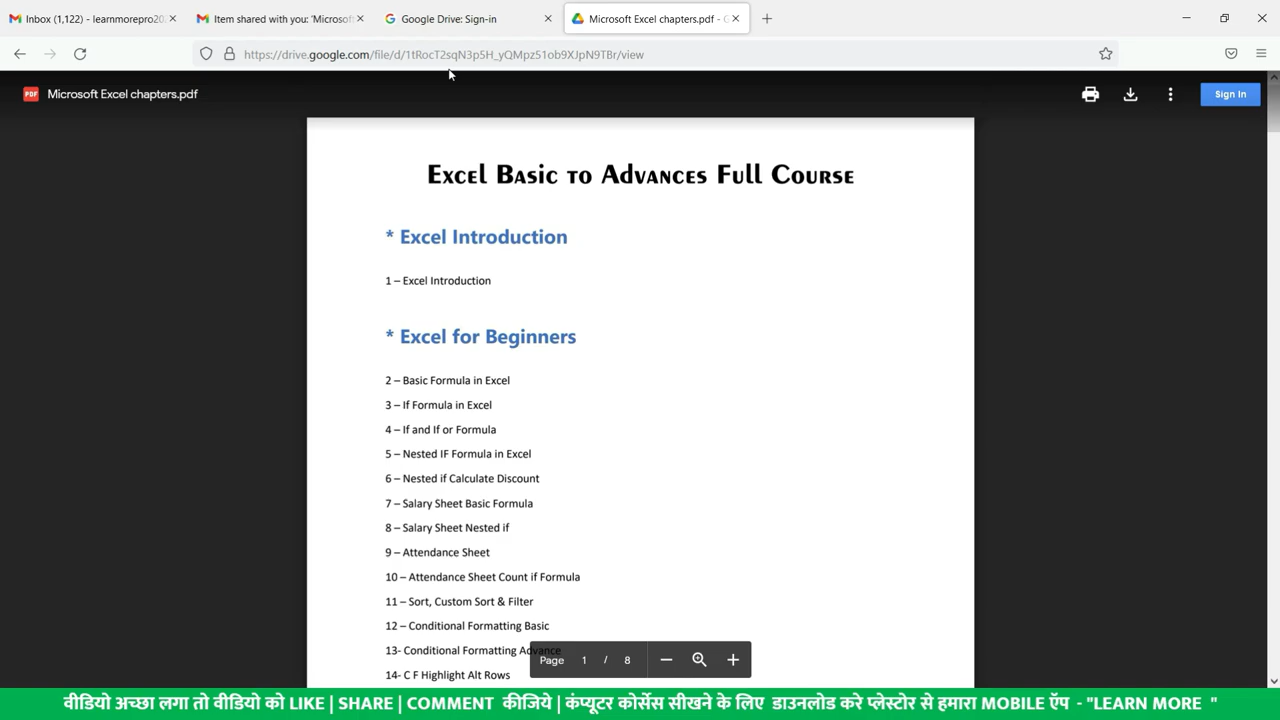 Inbox (1,122) - learnmorepro20
Item shared with you: 'Microsof
Google Drive: Sign-in
Microsoft Excel chapters.pdf - G
https://drive.google.com/file/d/1tRocT2sqN3p5H_yQMpz51ob9XJpN9TBr/view
PDF Microsoft Excel chapters.pdf
Sign In
Excel Basic to Advances Full Course
* Excel Introduction
1 – Excel Introduction
* Excel for Beginners
2 – Basic Formula in Excel
3 – If Formula in Excel
4 – If and If or Formula
5 – Nested IF Formula in Excel
6 – Nested if Calculate Discount
7 – Salary Sheet Basic Formula
8 – Salary Sheet Nested if
9 – Attendance Sheet
10 – Attendance Sheet Count if Formula
11 – Sort, Custom Sort & Filter
12 – Conditional Formatting Basic
13- Conditional Formatting Advance
14- C F Highlight Alt Rows
Page 1 / 8
वीडियो अच्छा लगा तो वीडियो को LIKE | SHARE | COMMENT कीजिये | कंप्यूटर कोर्सेस सीखने के लिए डाउनलोड करे प्लेस्टोर से हमारा MOBILE ऍप - "LEARN MORE "